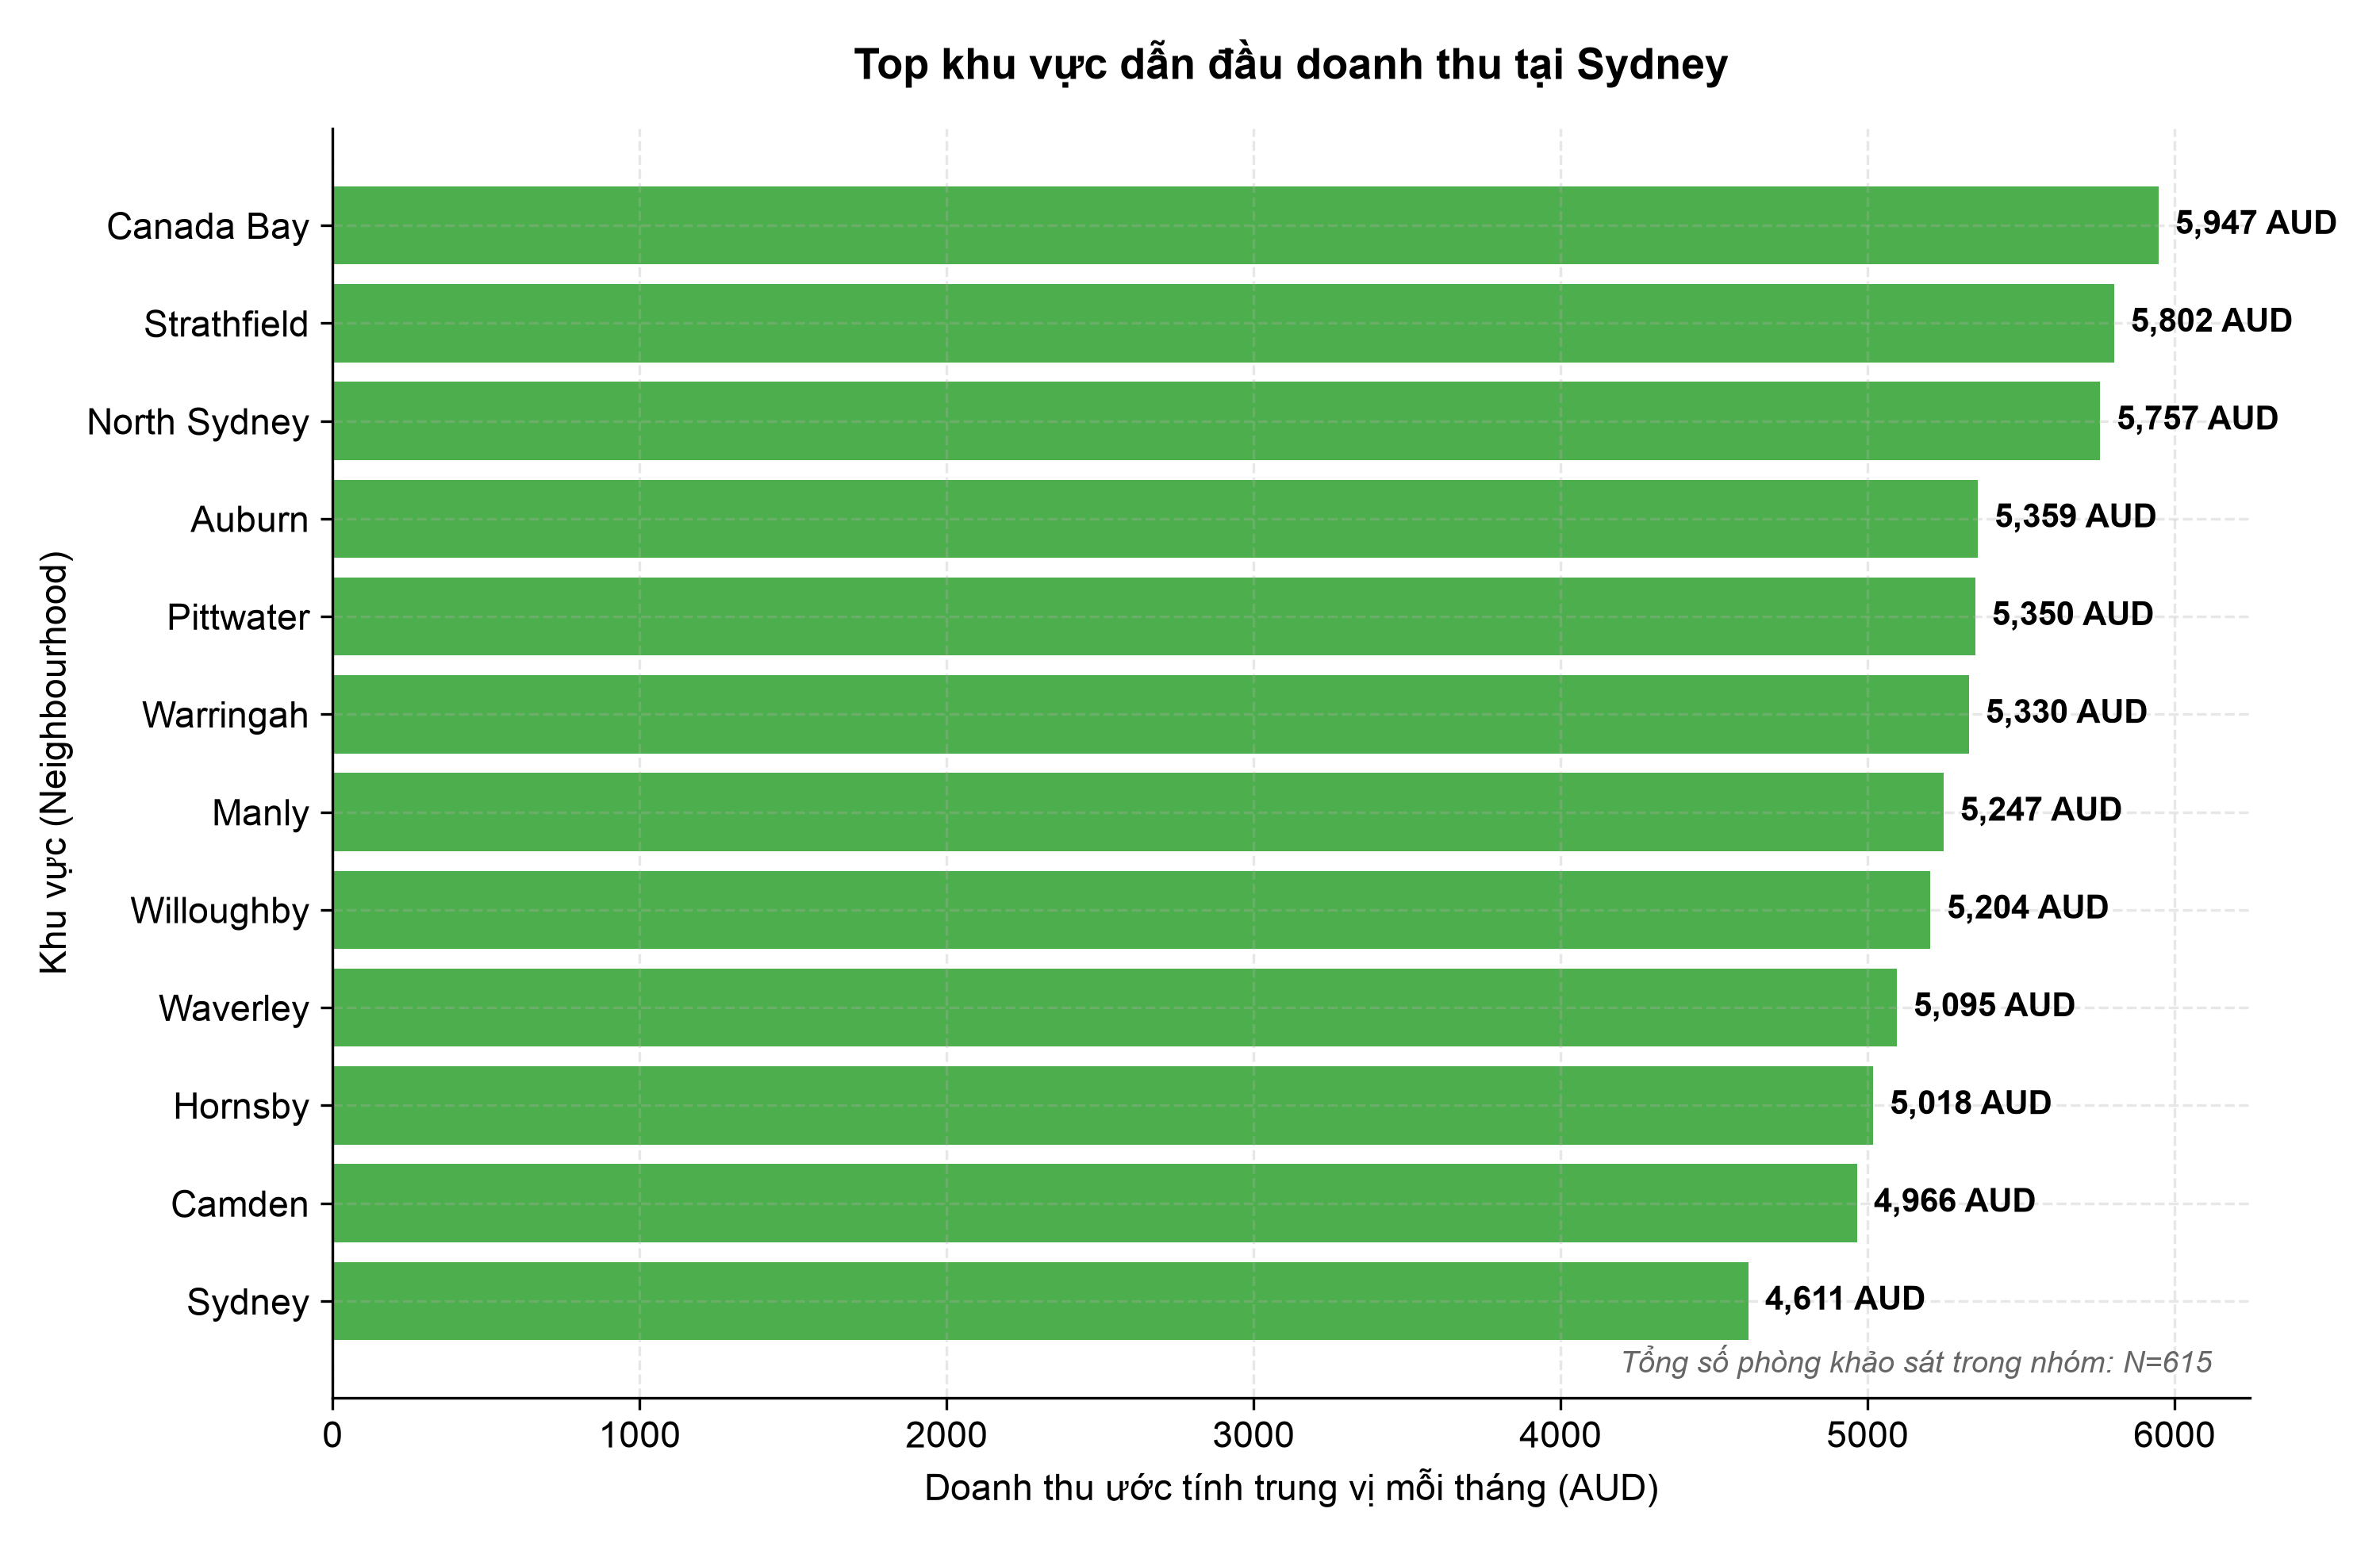 Top khu vực dẫn đầu doanh thu tại Sydney
Khu vực (Neighbourhood)
Canada Bay 5,947 AUD
Strathfield 5,802 AUD
North Sydney 5,757 AUD
Auburn 5,359 AUD
Pittwater 5,350 AUD
Warringah 5,330 AUD
Manly 5,247 AUD
Willoughby 5,204 AUD
Waverley 5,095 AUD
Hornsby 5,018 AUD
Camden 4,966 AUD
Sydney 4,611 AUD
Tổng số phòng khảo sát trong nhóm: N=615
0 1000 2000 3000 4000 5000 6000
Doanh thu ước tính trung vị mỗi tháng (AUD)